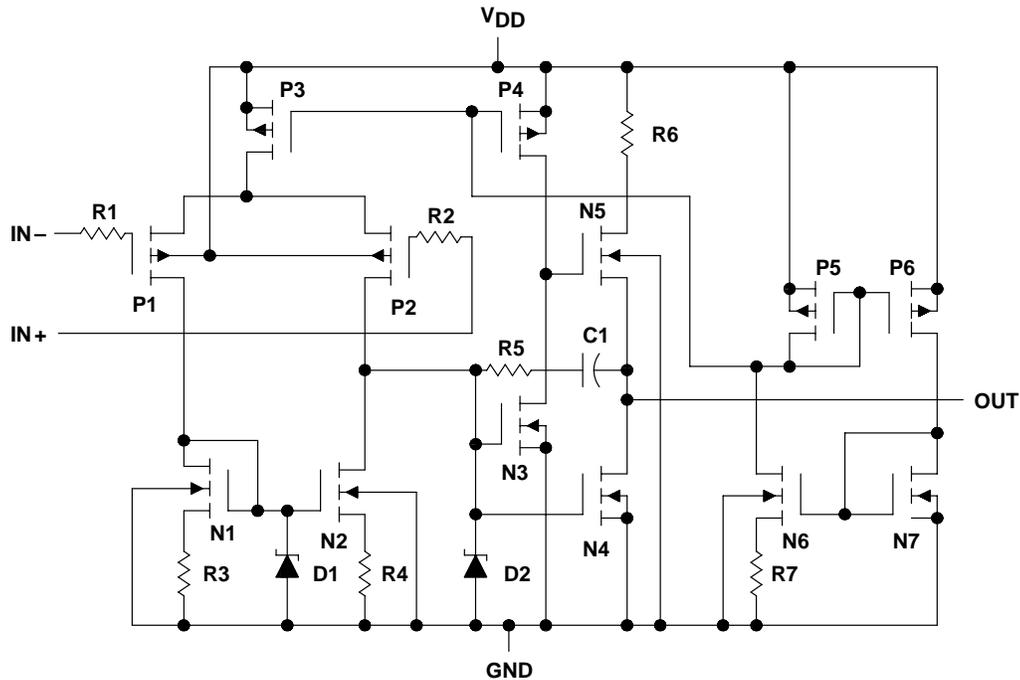 VDD
P3
P4
R6
R1
R2
N5
IN−
P5
P6
P1
P2
IN+
R5
C1
OUT
N3
N1
N2
N4
N6
N7
R3
D1
R4
D2
R7
GND